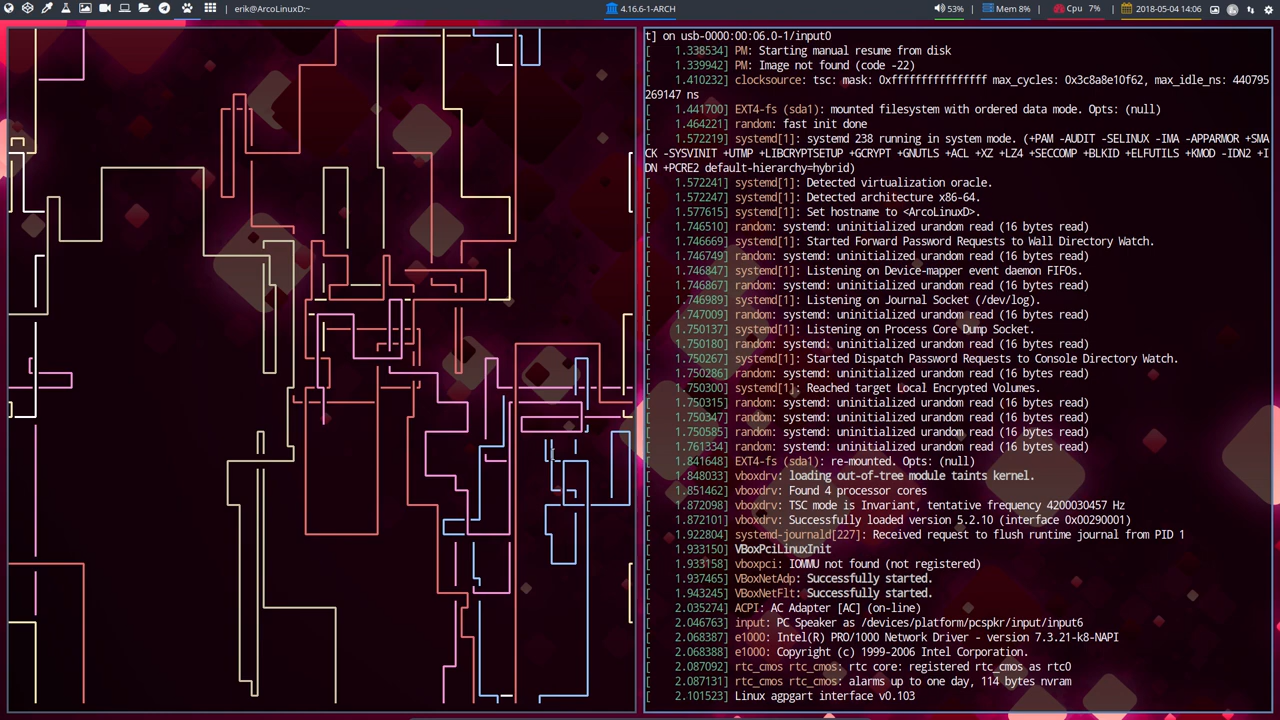 erik@ArcoLinuxD:~
4.16.6-1-ARCH
53%
Mem 8%
Cpu 7%
2018-05-04 14:06
t] on usb-0000:00:06.0-1/input0
[    1.338534] PM: Starting manual resume from disk
[    1.339942] PM: Image not found (code -22)
[    1.410232] clocksource: tsc: mask: 0xffffffffffffffff max_cycles: 0x3c8a8e10f62, max_idle_ns: 440795
269147 ns
[    1.441700] EXT4-fs (sda1): mounted filesystem with ordered data mode. Opts: (null)
[    1.464221] random: fast init done
[    1.572219] systemd[1]: systemd 238 running in system mode. (+PAM -AUDIT -SELINUX -IMA -APPARMOR +SMA
CK -SYSVINIT +UTMP +LIBCRYPTSETUP +GCRYPT +GNUTLS +ACL +XZ +LZ4 +SECCOMP +BLKID +ELFUTILS +KMOD -IDN2 +I
DN +PCRE2 default-hierarchy=hybrid)
[    1.572241] systemd[1]: Detected virtualization oracle.
[    1.572247] systemd[1]: Detected architecture x86-64.
[    1.577615] systemd[1]: Set hostname to <ArcoLinuxD>.
[    1.746510] random: systemd: uninitialized urandom read (16 bytes read)
[    1.746669] systemd[1]: Started Forward Password Requests to Wall Directory Watch.
[    1.746749] random: systemd: uninitialized urandom read (16 bytes read)
[    1.746847] systemd[1]: Listening on Device-mapper event daemon FIFOs.
[    1.746867] random: systemd: uninitialized urandom read (16 bytes read)
[    1.746989] systemd[1]: Listening on Journal Socket (/dev/log).
[    1.747009] random: systemd: uninitialized urandom read (16 bytes read)
[    1.750137] systemd[1]: Listening on Process Core Dump Socket.
[    1.750180] random: systemd: uninitialized urandom read (16 bytes read)
[    1.750267] systemd[1]: Started Dispatch Password Requests to Console Directory Watch.
[    1.750286] random: systemd: uninitialized urandom read (16 bytes read)
[    1.750300] systemd[1]: Reached target Local Encrypted Volumes.
[    1.750315] random: systemd: uninitialized urandom read (16 bytes read)
[    1.750347] random: systemd: uninitialized urandom read (16 bytes read)
[    1.750585] random: systemd: uninitialized urandom read (16 bytes read)
[    1.761334] random: systemd: uninitialized urandom read (16 bytes read)
[    1.841648] EXT4-fs (sda1): re-mounted. Opts: (null)
[    1.848033] vboxdrv: loading out-of-tree module taints kernel.
[    1.851462] vboxdrv: Found 4 processor cores
[    1.872098] vboxdrv: TSC mode is Invariant, tentative frequency 4200030457 Hz
[    1.872101] vboxdrv: Successfully loaded version 5.2.10 (interface 0x00290001)
[    1.922804] systemd-journald[227]: Received request to flush runtime journal from PID 1
[    1.933150] VBoxPciLinuxInit
[    1.933158] vboxpci: IOMMU not found (not registered)
[    1.937465] VBoxNetAdp: Successfully started.
[    1.943245] VBoxNetFlt: Successfully started.
[    2.035274] ACPI: AC Adapter [AC] (on-line)
[    2.046763] input: PC Speaker as /devices/platform/pcspkr/input/input6
[    2.068387] e1000: Intel(R) PRO/1000 Network Driver - version 7.3.21-k8-NAPI
[    2.068388] e1000: Copyright (c) 1999-2006 Intel Corporation.
[    2.087092] rtc_cmos rtc_cmos: rtc core: registered rtc_cmos as rtc0
[    2.087131] rtc_cmos rtc_cmos: alarms up to one day, 114 bytes nvram
[    2.101523] Linux agpgart interface v0.103